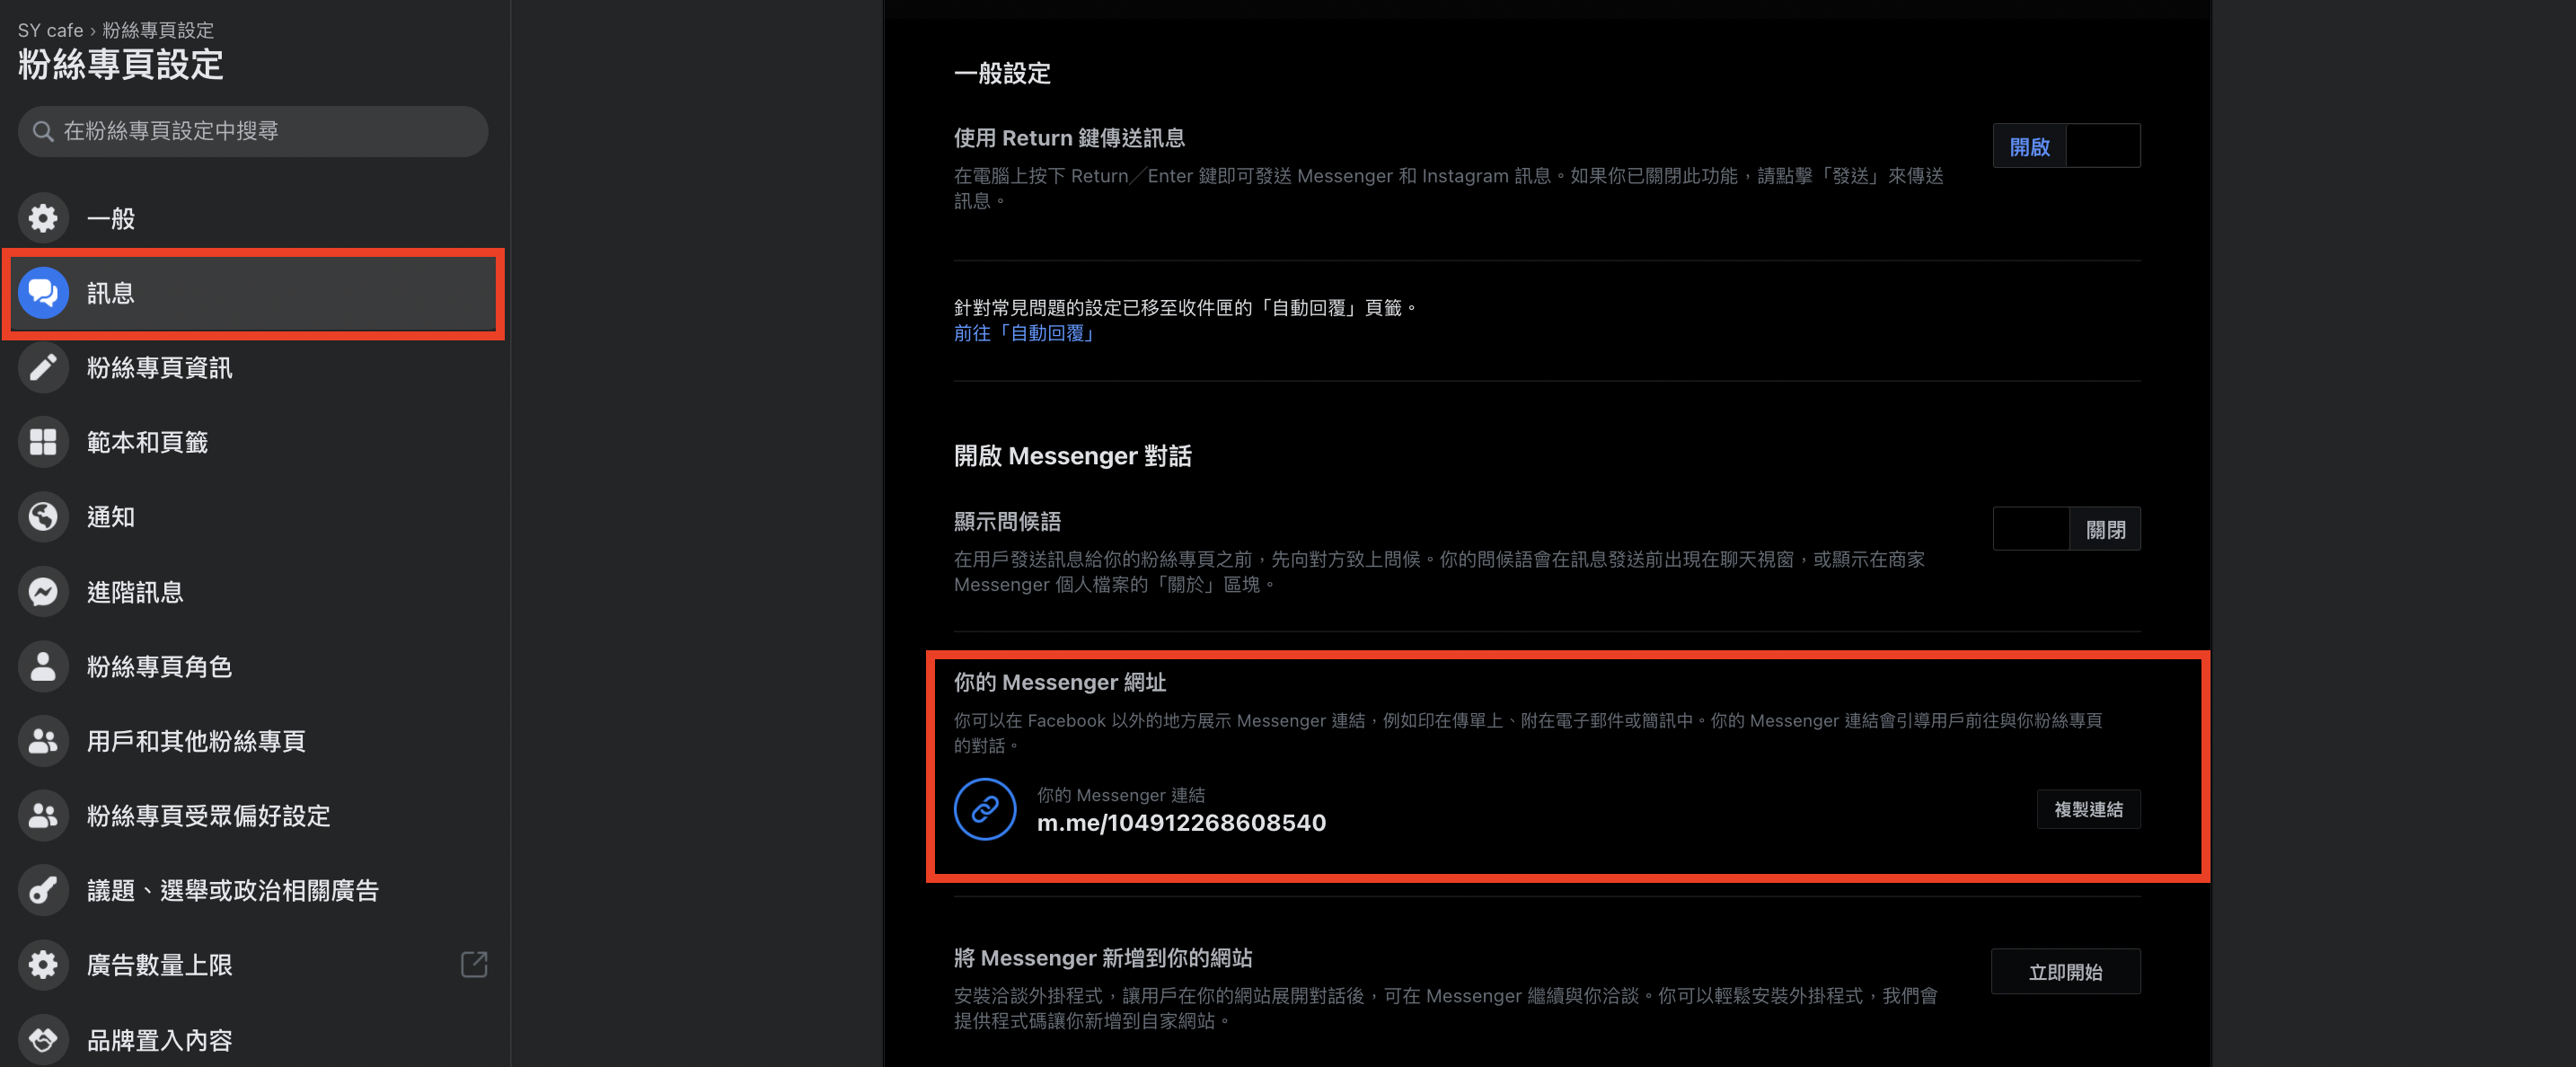 SY cafe › 粉絲專頁設定
粉絲專頁設定
在粉絲專頁設定中搜尋
一般
訊息
粉絲專頁資訊
範本和頁籤
通知
進階訊息
粉絲專頁角色
用戶和其他粉絲專頁
粉絲專頁受眾偏好設定
議題、選舉或政治相關廣告
廣告數量上限
品牌置入內容
一般設定
使用 Return 鍵傳送訊息
開啟
在電腦上按下 Return／Enter 鍵即可發送 Messenger 和 Instagram 訊息。如果你已關閉此功能，請點擊「發送」來傳送
訊息。
針對常見問題的設定已移至收件匣的「自動回覆」頁籤。
前往「自動回覆」
開啟 Messenger 對話
顯示問候語
關閉
在用戶發送訊息給你的粉絲專頁之前，先向對方致上問候。你的問候語會在訊息發送前出現在聊天視窗，或顯示在商家
Messenger 個人檔案的「關於」區塊。
你的 Messenger 網址
你可以在 Facebook 以外的地方展示 Messenger 連結，例如印在傳單上、附在電子郵件或簡訊中。你的 Messenger 連結會引導用戶前往與你粉絲專頁
的對話。
你的 Messenger 連結
m.me/104912268608540
複製連結
將 Messenger 新增到你的網站
立即開始
安裝洽談外掛程式，讓用戶在你的網站展開對話後，可在 Messenger 繼續與你洽談。你可以輕鬆安裝外掛程式，我們會
提供程式碼讓你新增到自家網站。